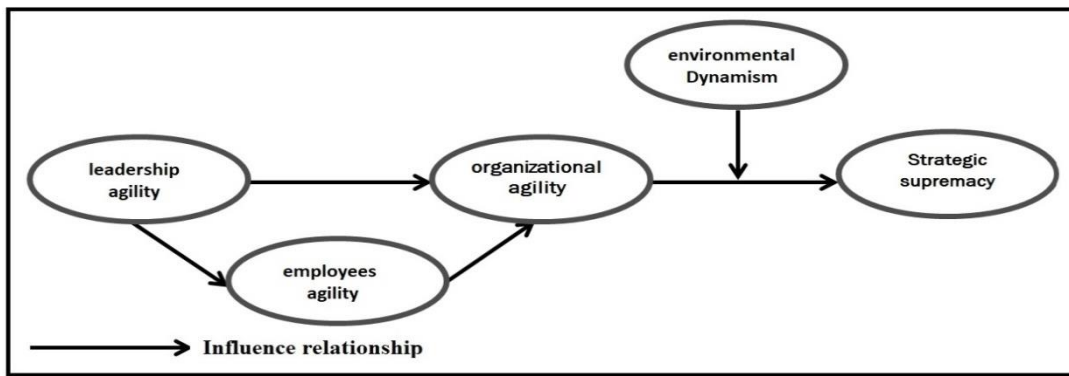 environmental
Dynamism
leadership
agility
organizational
agility
Strategic
supremacy
employees
agility
Influence relationship